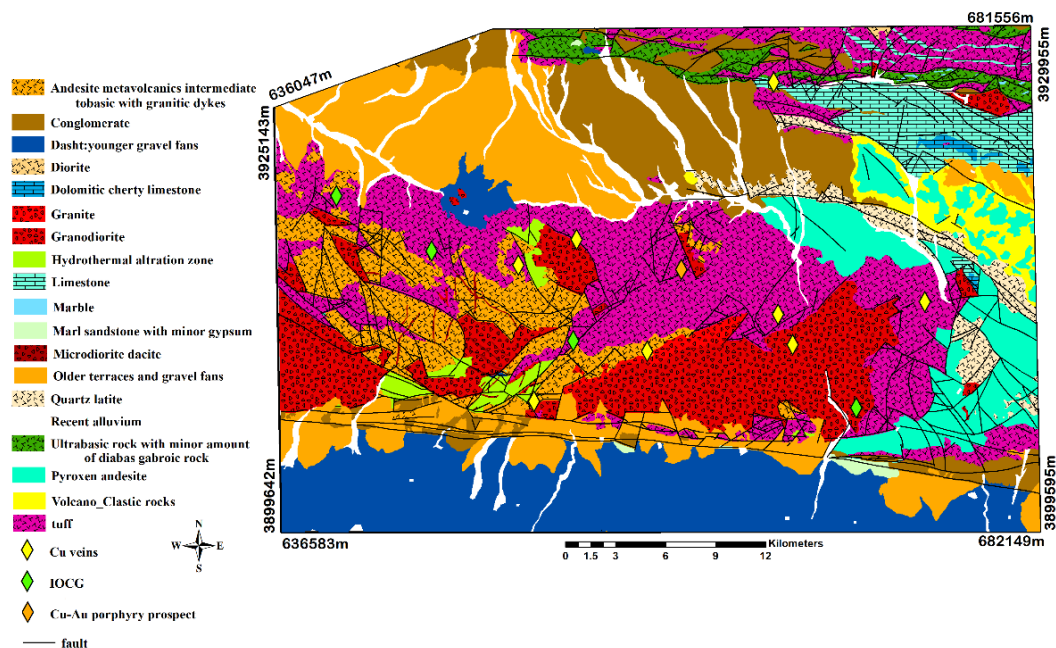 681556m
636047m
3929955m
3925143m
Andesite metavolcanics intermediate
tobasic with granitic dykes
Conglomerate
Dasht:younger gravel fans
Diorite
Dolomitic cherty limestone
Granite
Granodiorite
Hydrothermal altration zone
Limestone
Marble
Marl sandstone with minor gypsum
Microdiorite dacite
Older terraces and gravel fans
Quartz latite
Recent alluvium
Ultrabasic rock with minor amount
of diabas gabroic rock
Pyroxen andesite
Volcano_Clastic rocks
tuff
Cu veins
IOCG
Cu-Au porphyry prospect
fault
N
W E
S
3899642m
3899595m
636583m
682149m
Kilometers
0 1.5 3 6 9 12